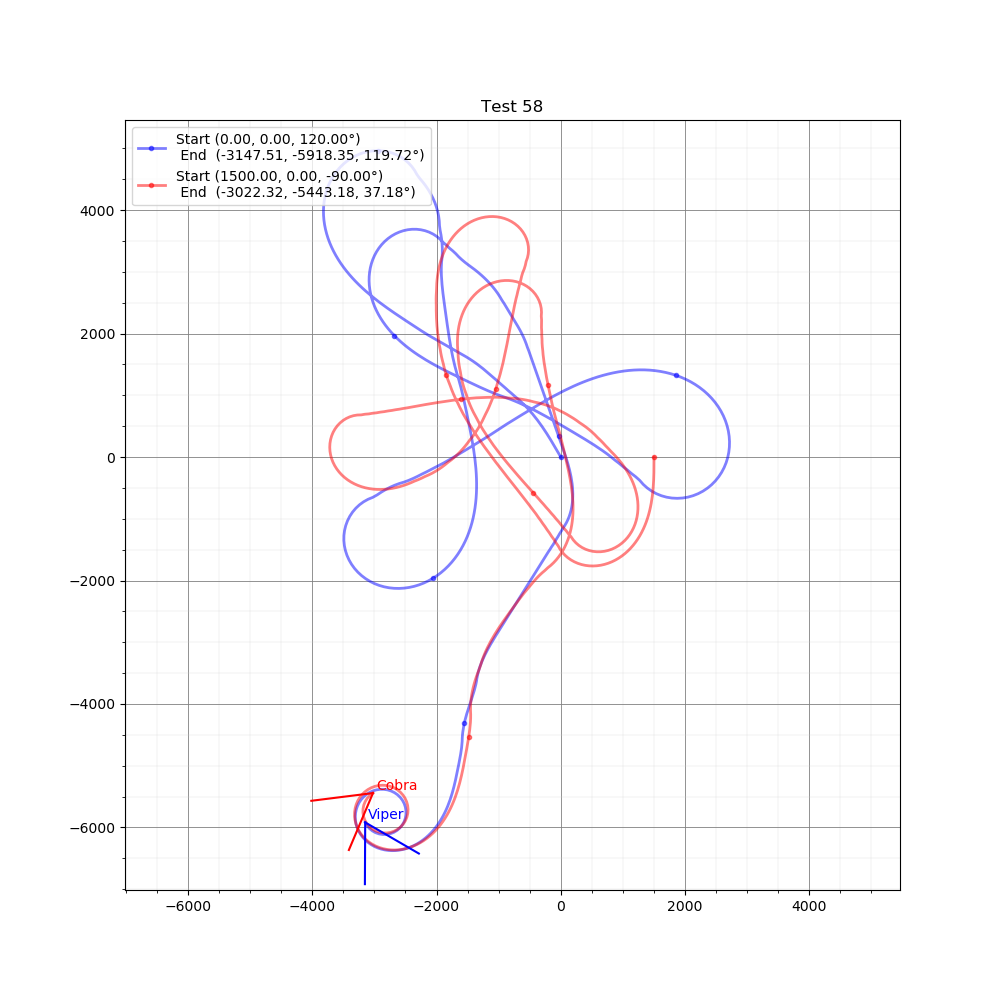 Test 58
Start (0.00, 0.00, 120.00°)
End (-3147.51, -5918.35, 119.72°)
Start (1500.00, 0.00, -90.00°)
End (-3022.32, -5443.18, 37.18°)
4000
2000
0
−2000
−4000
−6000
Cobra
Viper
−6000 −4000 −2000 0 2000 4000